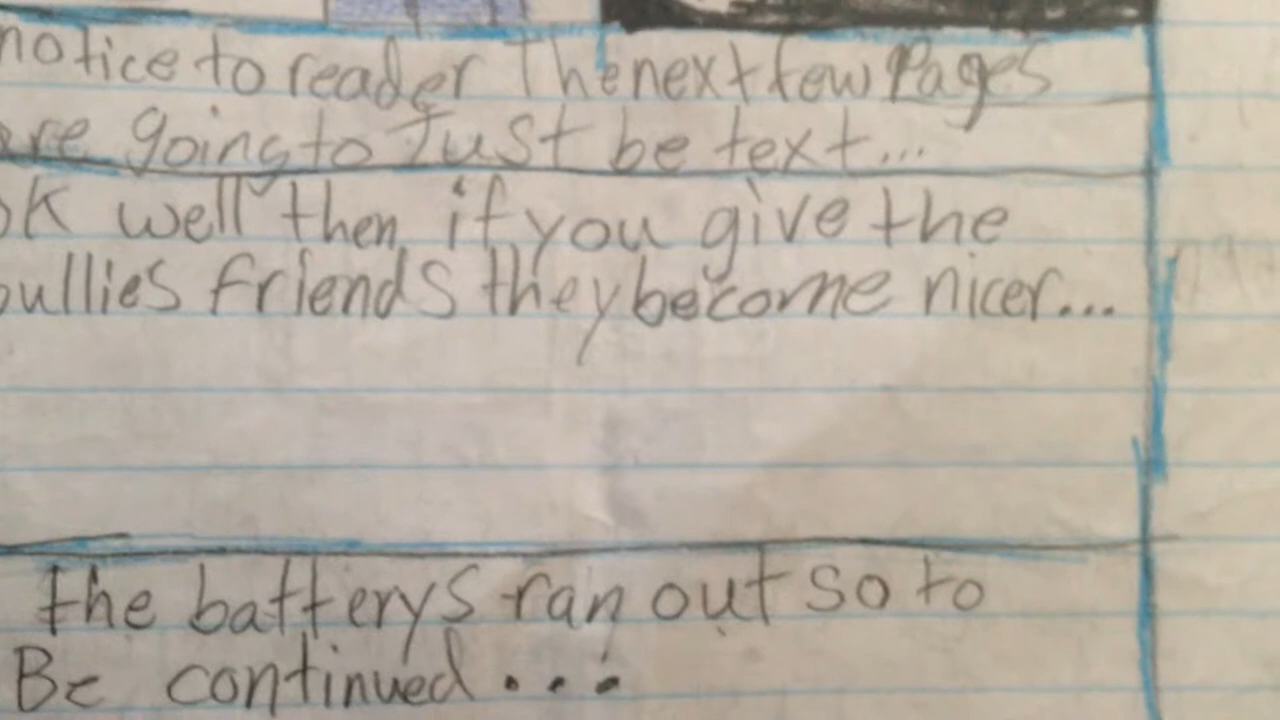 notice to reader The next few Pages
are going to Just be text...
ok well then if you give the
bullies friends they become nicer...
the batterys ran out so to
Be continued...